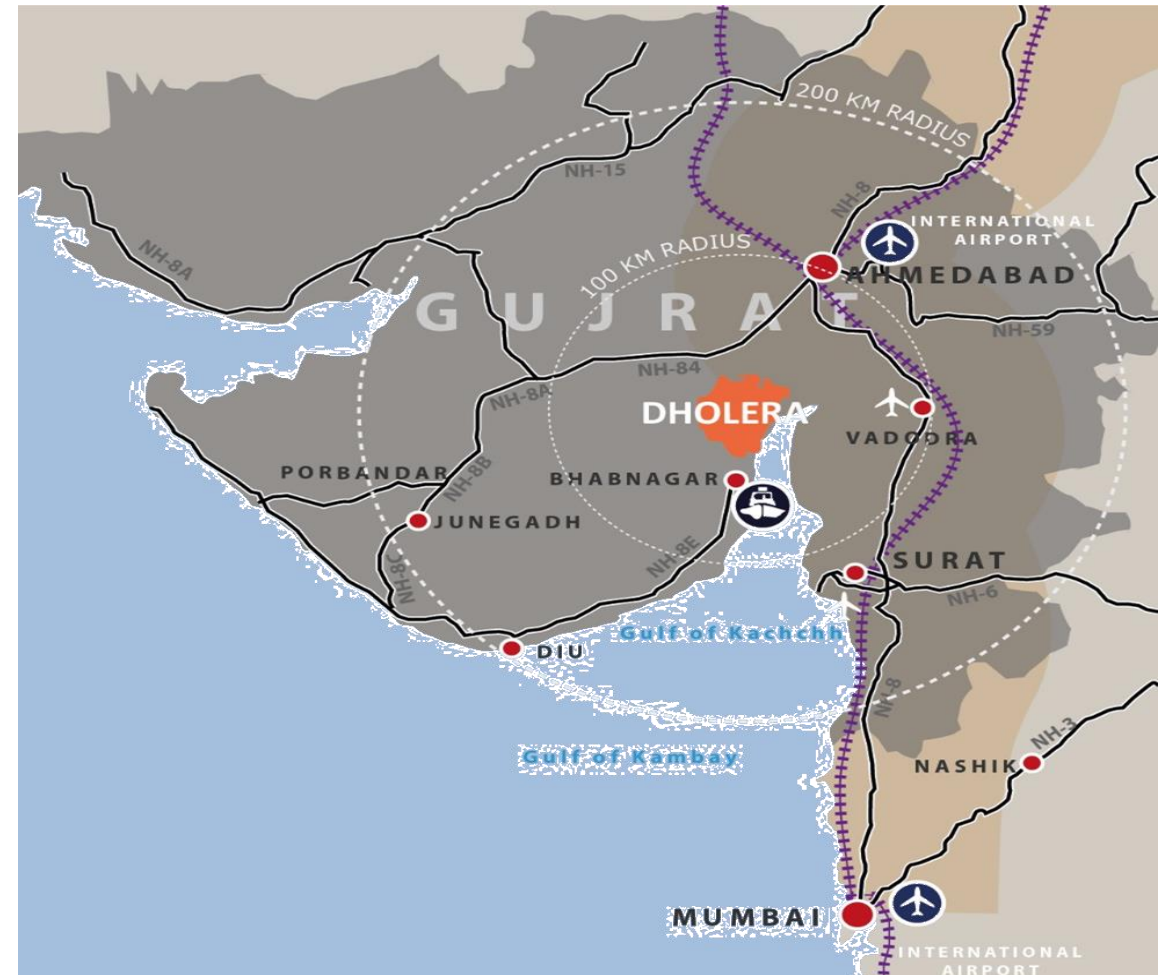 200 KM RADIUS
NH-15
NH-8
INTERNATIONAL
AIRPORT
NH-8A
100 KM RADIUS
AHMEDABAD
GUJRAT
NH-59
NH-84
NH-8A
DHOLERA
VADODRA
PORBANDAR
NH-8B
BHABNAGAR
JUNEGADH
NH-8E
SURAT
NH-8C
NH-6
Gulf of Kachchh
DIU
NH-8
NH-3
Gulf of Kambay
NASHIK
MUMBAI
INTERNATIONAL
AIRPORT